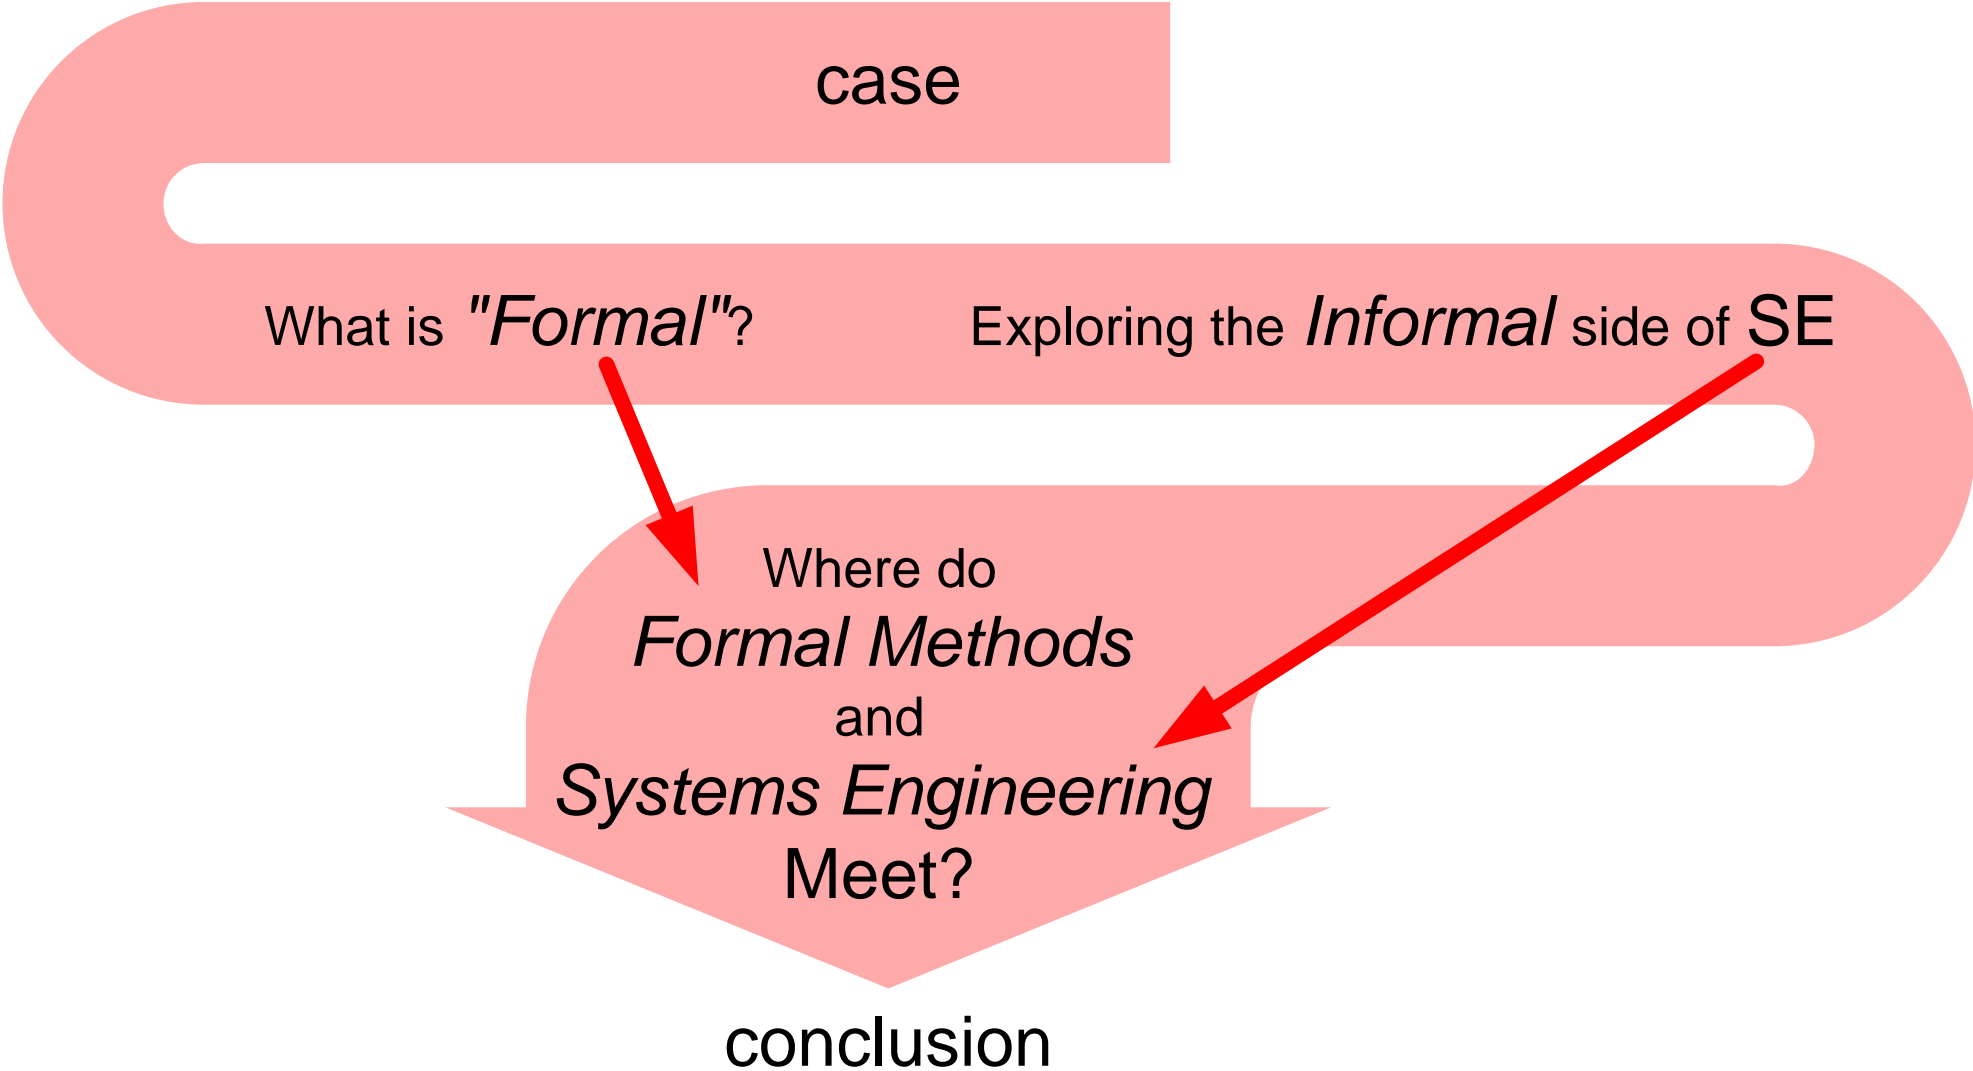 case
What is "Formal"?
Exploring the Informal side of SE
Where do
Formal Methods
and
Systems Engineering
Meet?
conclusion